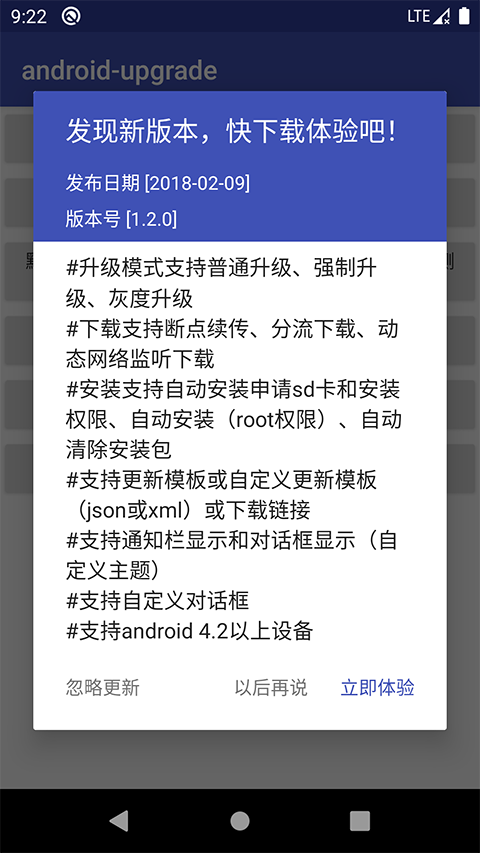 9:22
LTE
android-upgrade
发现新版本，快下载体验吧！
发布日期 [2018-02-09]
版本号 [1.2.0]
#升级模式支持普通升级、强制升
级、灰度升级
#下载支持断点续传、分流下载、动
态网络监听下载
#安装支持自动安装申请sd卡和安装
权限、自动安装（root权限）、自动
清除安装包
#支持更新模板或自定义更新模板
（json或xml）或下载链接
#支持通知栏显示和对话框显示（自
定义主题）
#支持自定义对话框
#支持android 4.2以上设备
忽略更新
以后再说
立即体验